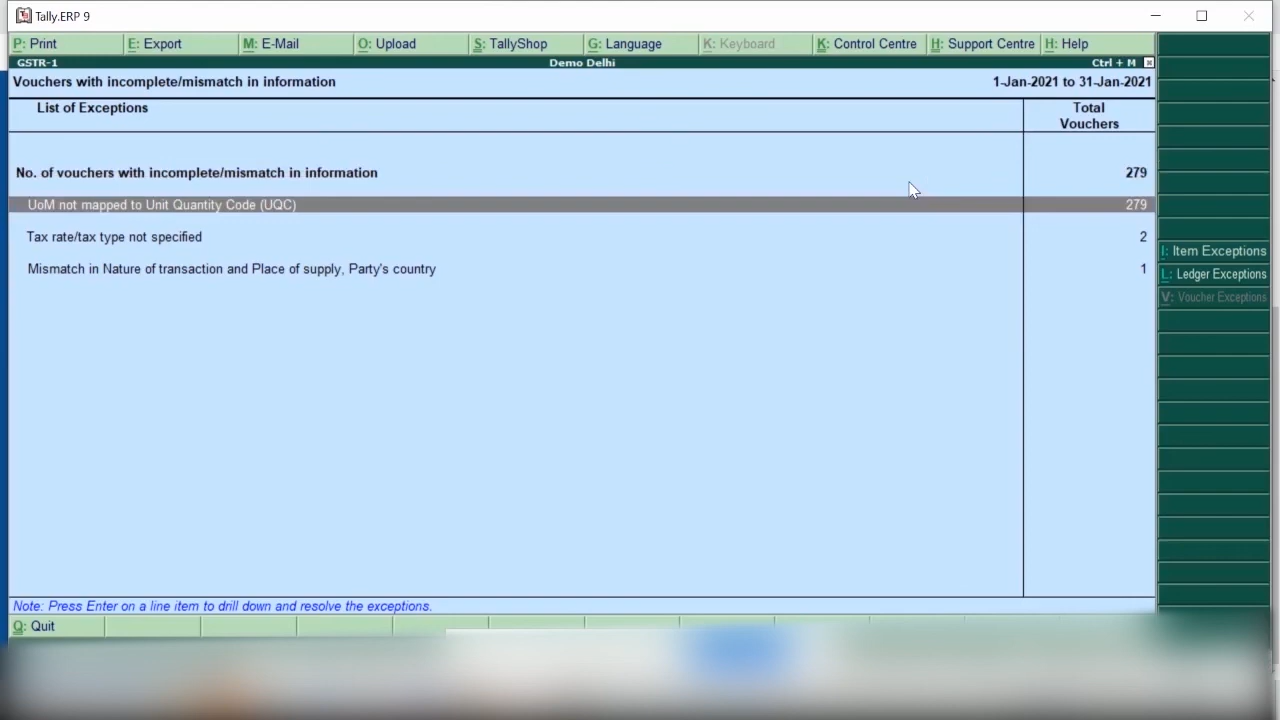 Tally.ERP 9
P: Print E: Export M: E-Mail O: Upload S: TallyShop G: Language K: Keyboard K: Control Centre H: Support Centre H: Help
GSTR-1 Demo Delhi Ctrl + M
Vouchers with incomplete/mismatch in information 1-Jan-2021 to 31-Jan-2021
List of Exceptions Total
Vouchers
No. of vouchers with incomplete/mismatch in information 279
UoM not mapped to Unit Quantity Code (UQC) 279
Tax rate/tax type not specified 2
Mismatch in Nature of transaction and Place of supply, Party's country 1
I: Item Exceptions
L: Ledger Exceptions
V: Voucher Exceptions
Note: Press Enter on a line item to drill down and resolve the exceptions.
Q: Quit